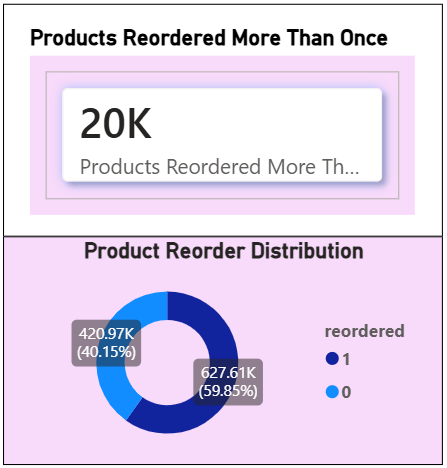 Products Reordered More Than Once
20K
Products Reordered More Th...
Product Reorder Distribution
420.97K
(40.15%)
627.61K
(59.85%)
reordered
1
0